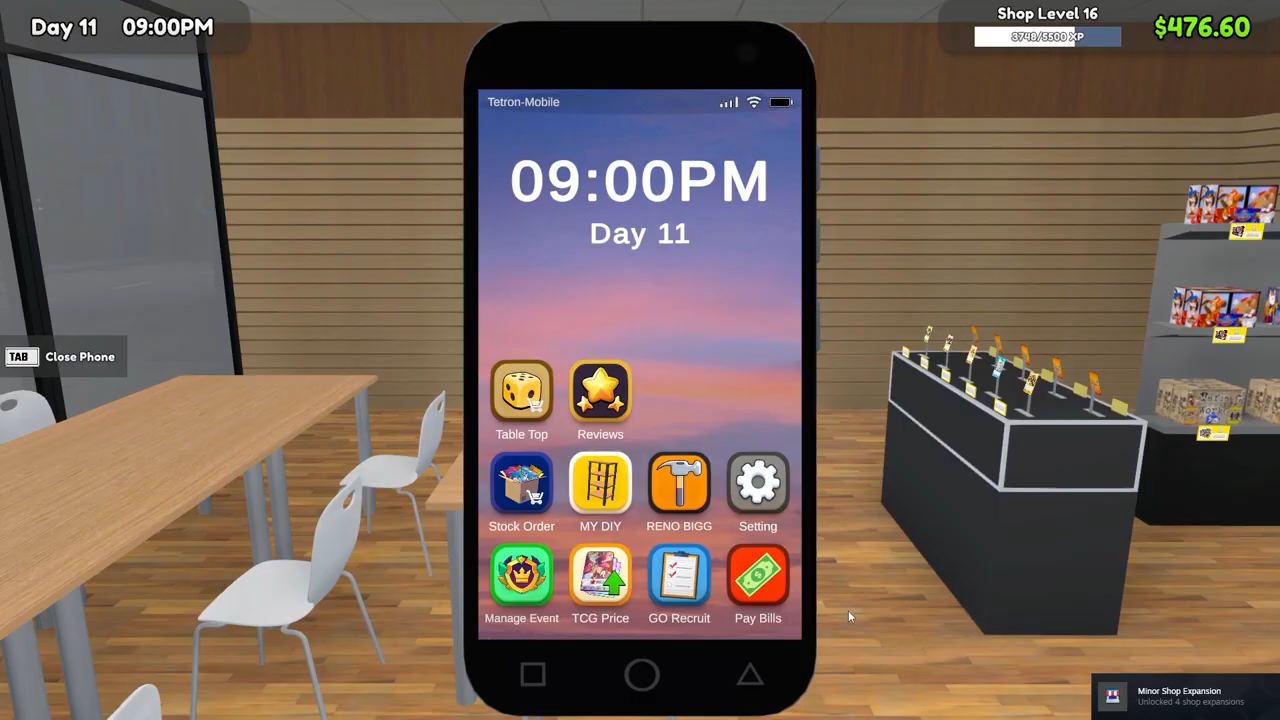 Day 11 09:00PM
Shop Level 16
3748/5500 XP
$476.60
Tetron-Mobile
09:00PM
Day 11
TAB Close Phone
Table Top Reviews
Stock Order MY DIY RENO BIGG Setting
Manage Event TCG Price GO Recruit Pay Bills
Minor Shop Expansion
Unlocked 4 shop expansions